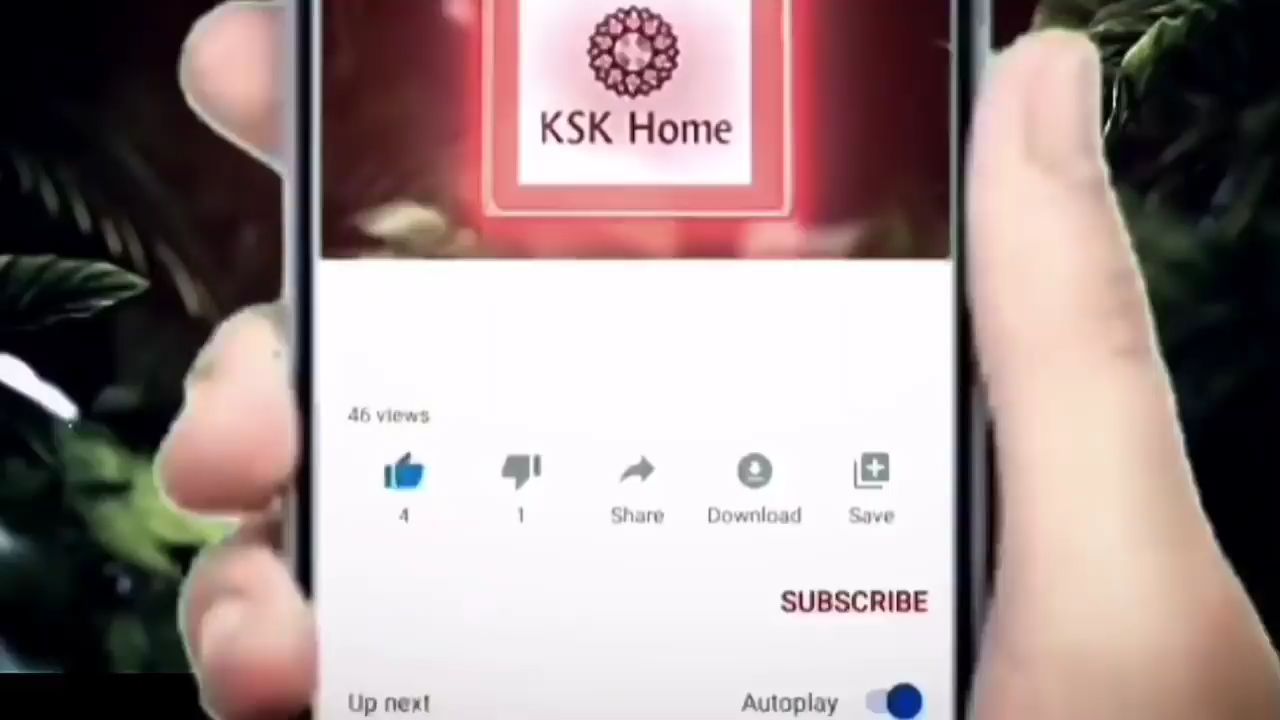 KSK Home
46 views
4 1 Share Download Save
SUBSCRIBE
Up next Autoplay